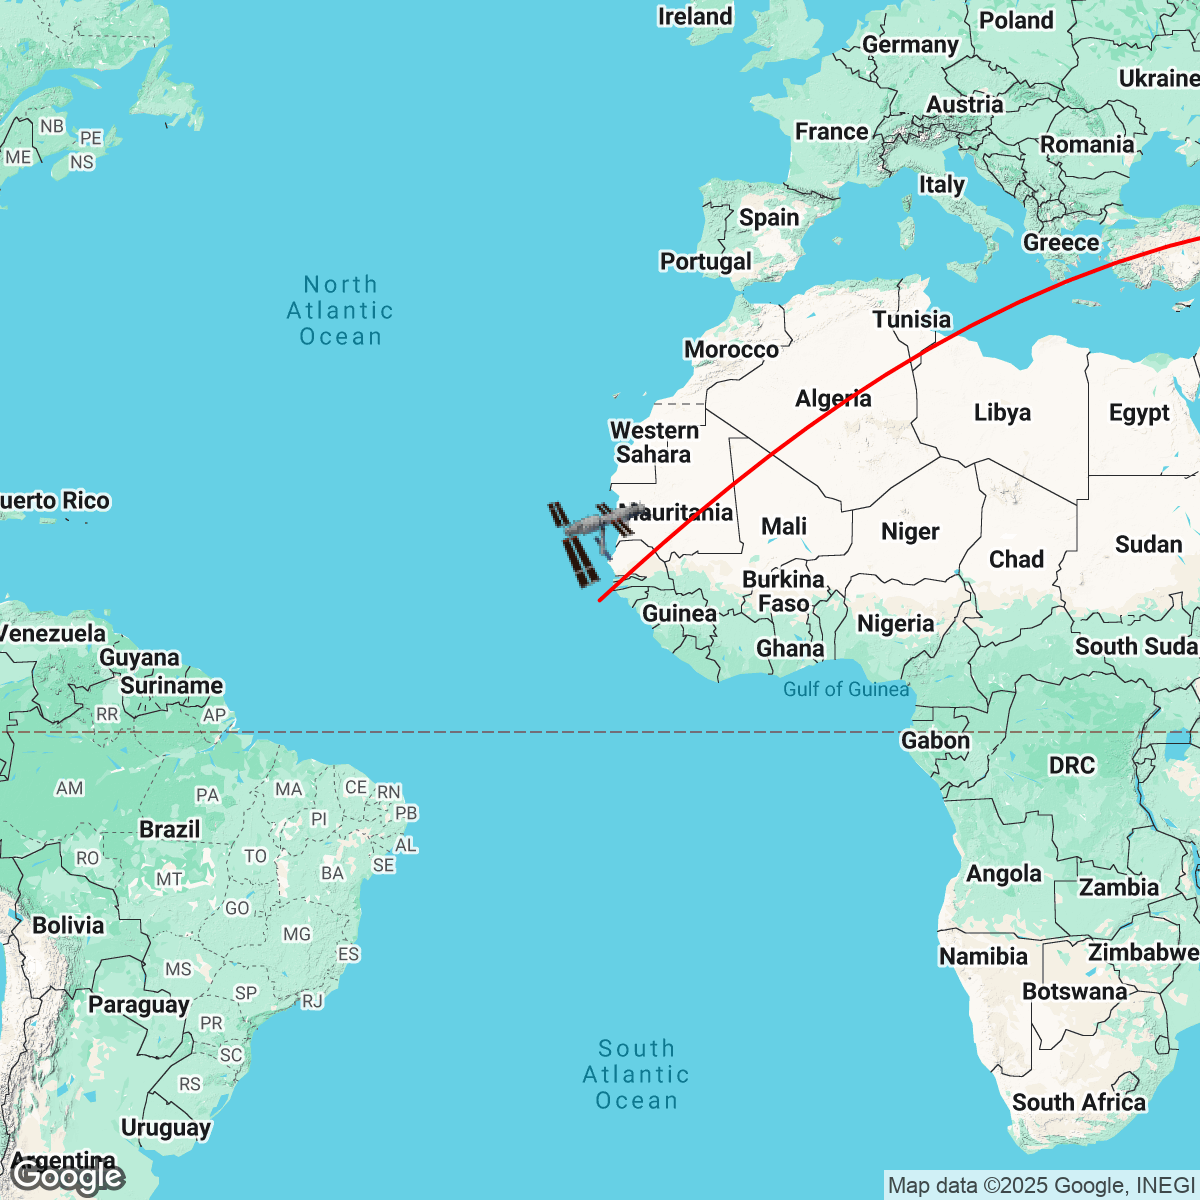 Ireland
Poland
Germany
Ukraine
Austria
NB
PE
ME
NS
France
Romania
Italy
Spain
Greece
Portugal
North
Atlantic
Ocean
Tunisia
Morocco
Algeria
Libya
Egypt
Western
Sahara
uerto Rico
Mauritania
Mali
Niger
Chad
Sudan
Burkina
Faso
Guinea
Nigeria
Venezuela
Ghana
South Suda
Guyana
Suriname
Gulf of Guinea
RR
AP
Gabon
DRC
AM
PA
MA
CE
RN
PI
PB
Brazil
AL
RO
TO
SE
MT
BA
Angola
Zambia
GO
Bolivia
MG
ES
Namibia
Zimbabwe
MS
SP
RJ
Botswana
Paraguay
PR
South
Atlantic
Ocean
SC
RS
South Africa
Uruguay
Argentina
Google
Map data ©2025 Google, INEGI